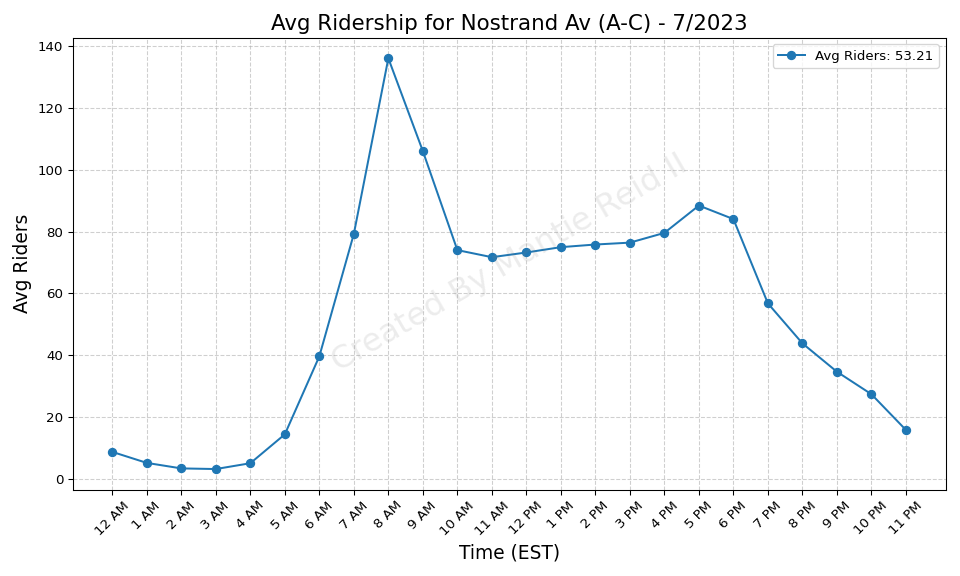 Avg Ridership for Nostrand Av (A-C) - 7/2023
Avg Riders: 53.21
Avg Riders
140
120
100
80
60
40
20
0
Created By Mantie Reid II
12 AM
1 AM
2 AM
3 AM
4 AM
5 AM
6 AM
7 AM
8 AM
9 AM
10 AM
11 AM
12 PM
1 PM
2 PM
3 PM
4 PM
5 PM
6 PM
7 PM
8 PM
9 PM
10 PM
11 PM
Time (EST)